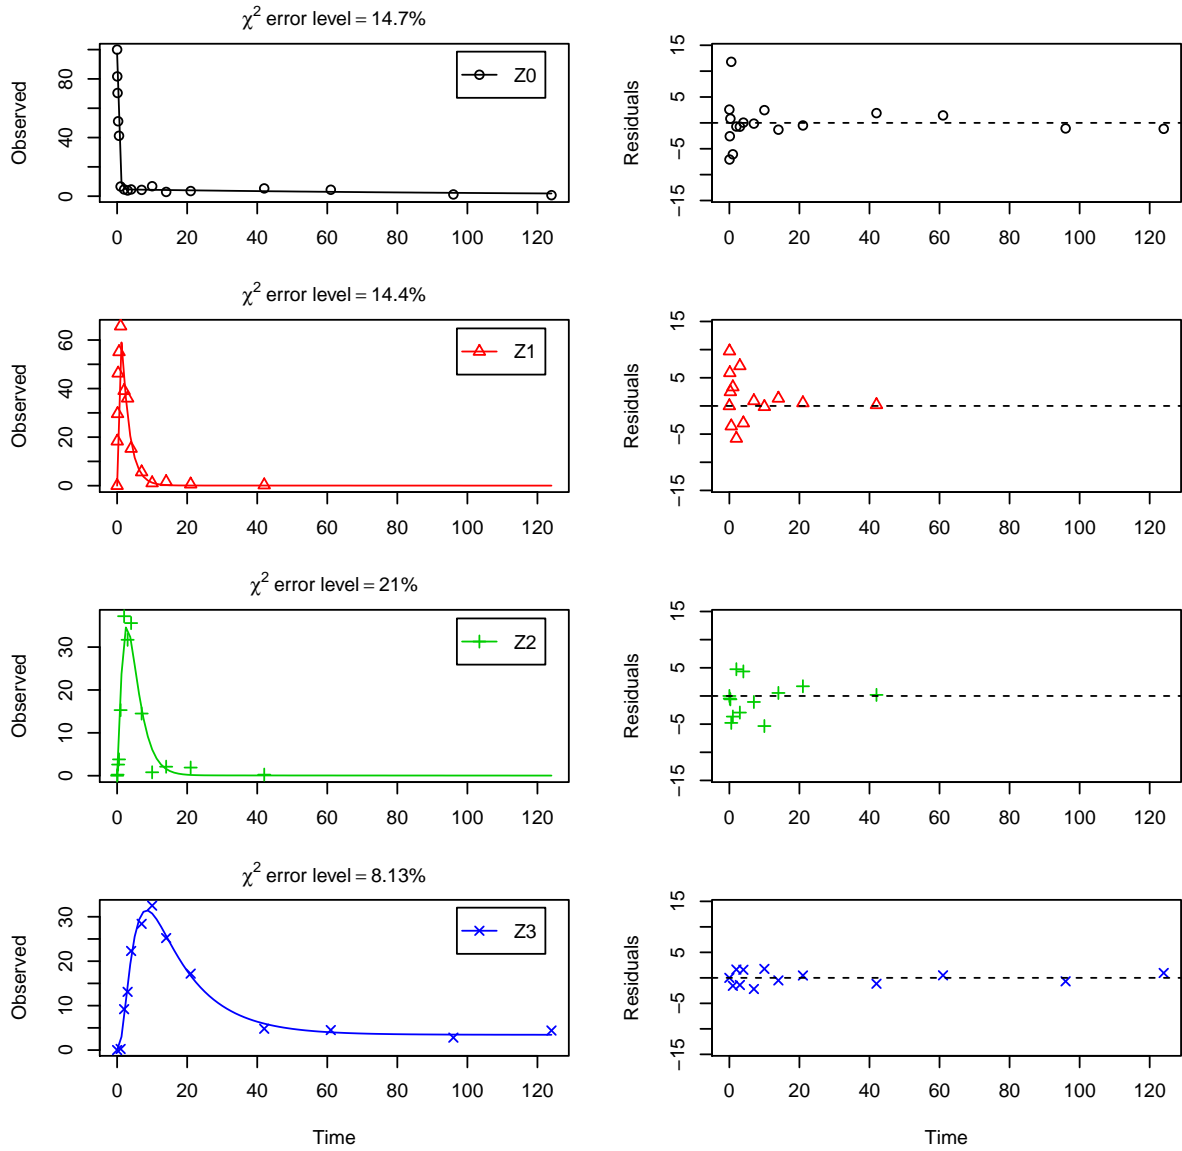 χ2 error level = 14.7%
Observed
80
40
0
Z0
0 20 40 60 80 100 120
Residuals
15
5
−5
−15
0 20 40 60 80 100 120
χ2 error level = 14.4%
Observed
60
40
20
0
Z1
0 20 40 60 80 100 120
Residuals
15
5
−5
−15
0 20 40 60 80 100 120
χ2 error level = 21%
Observed
30
20
10
0
Z2
0 20 40 60 80 100 120
Residuals
15
5
−5
−15
0 20 40 60 80 100 120
χ2 error level = 8.13%
Observed
30
20
10
0
Z3
0 20 40 60 80 100 120
Time
Residuals
15
5
−5
−15
0 20 40 60 80 100 120
Time